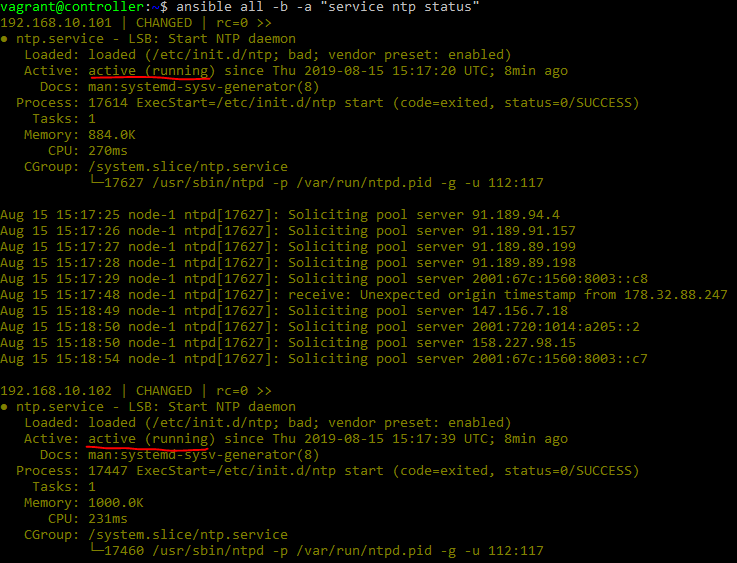 vagrant@controller:~$ ansible all -b -a "service ntp status"
192.168.10.101 | CHANGED | rc=0 >>
● ntp.service - LSB: Start NTP daemon
   Loaded: loaded (/etc/init.d/ntp; bad; vendor preset: enabled)
   Active: active (running) since Thu 2019-08-15 15:17:20 UTC; 8min ago
     Docs: man:systemd-sysv-generator(8)
  Process: 17614 ExecStart=/etc/init.d/ntp start (code=exited, status=0/SUCCESS)
    Tasks: 1
   Memory: 884.0K
      CPU: 270ms
   CGroup: /system.slice/ntp.service
           └─17627 /usr/sbin/ntpd -p /var/run/ntpd.pid -g -u 112:117
Aug 15 15:17:25 node-1 ntpd[17627]: Soliciting pool server 91.189.94.4
Aug 15 15:17:26 node-1 ntpd[17627]: Soliciting pool server 91.189.91.157
Aug 15 15:17:27 node-1 ntpd[17627]: Soliciting pool server 91.189.89.199
Aug 15 15:17:28 node-1 ntpd[17627]: Soliciting pool server 91.189.89.198
Aug 15 15:17:29 node-1 ntpd[17627]: Soliciting pool server 2001:67c:1560:8003::c8
Aug 15 15:17:48 node-1 ntpd[17627]: receive: Unexpected origin timestamp from 178.32.88.247
Aug 15 15:18:49 node-1 ntpd[17627]: Soliciting pool server 147.156.7.18
Aug 15 15:18:50 node-1 ntpd[17627]: Soliciting pool server 2001:720:1014:a205::2
Aug 15 15:18:50 node-1 ntpd[17627]: Soliciting pool server 158.227.98.15
Aug 15 15:18:54 node-1 ntpd[17627]: Soliciting pool server 2001:67c:1560:8003::c7
192.168.10.102 | CHANGED | rc=0 >>
● ntp.service - LSB: Start NTP daemon
   Loaded: loaded (/etc/init.d/ntp; bad; vendor preset: enabled)
   Active: active (running) since Thu 2019-08-15 15:17:39 UTC; 8min ago
     Docs: man:systemd-sysv-generator(8)
  Process: 17447 ExecStart=/etc/init.d/ntp start (code=exited, status=0/SUCCESS)
    Tasks: 1
   Memory: 1000.0K
      CPU: 231ms
   CGroup: /system.slice/ntp.service
           └─17460 /usr/sbin/ntpd -p /var/run/ntpd.pid -g -u 112:117